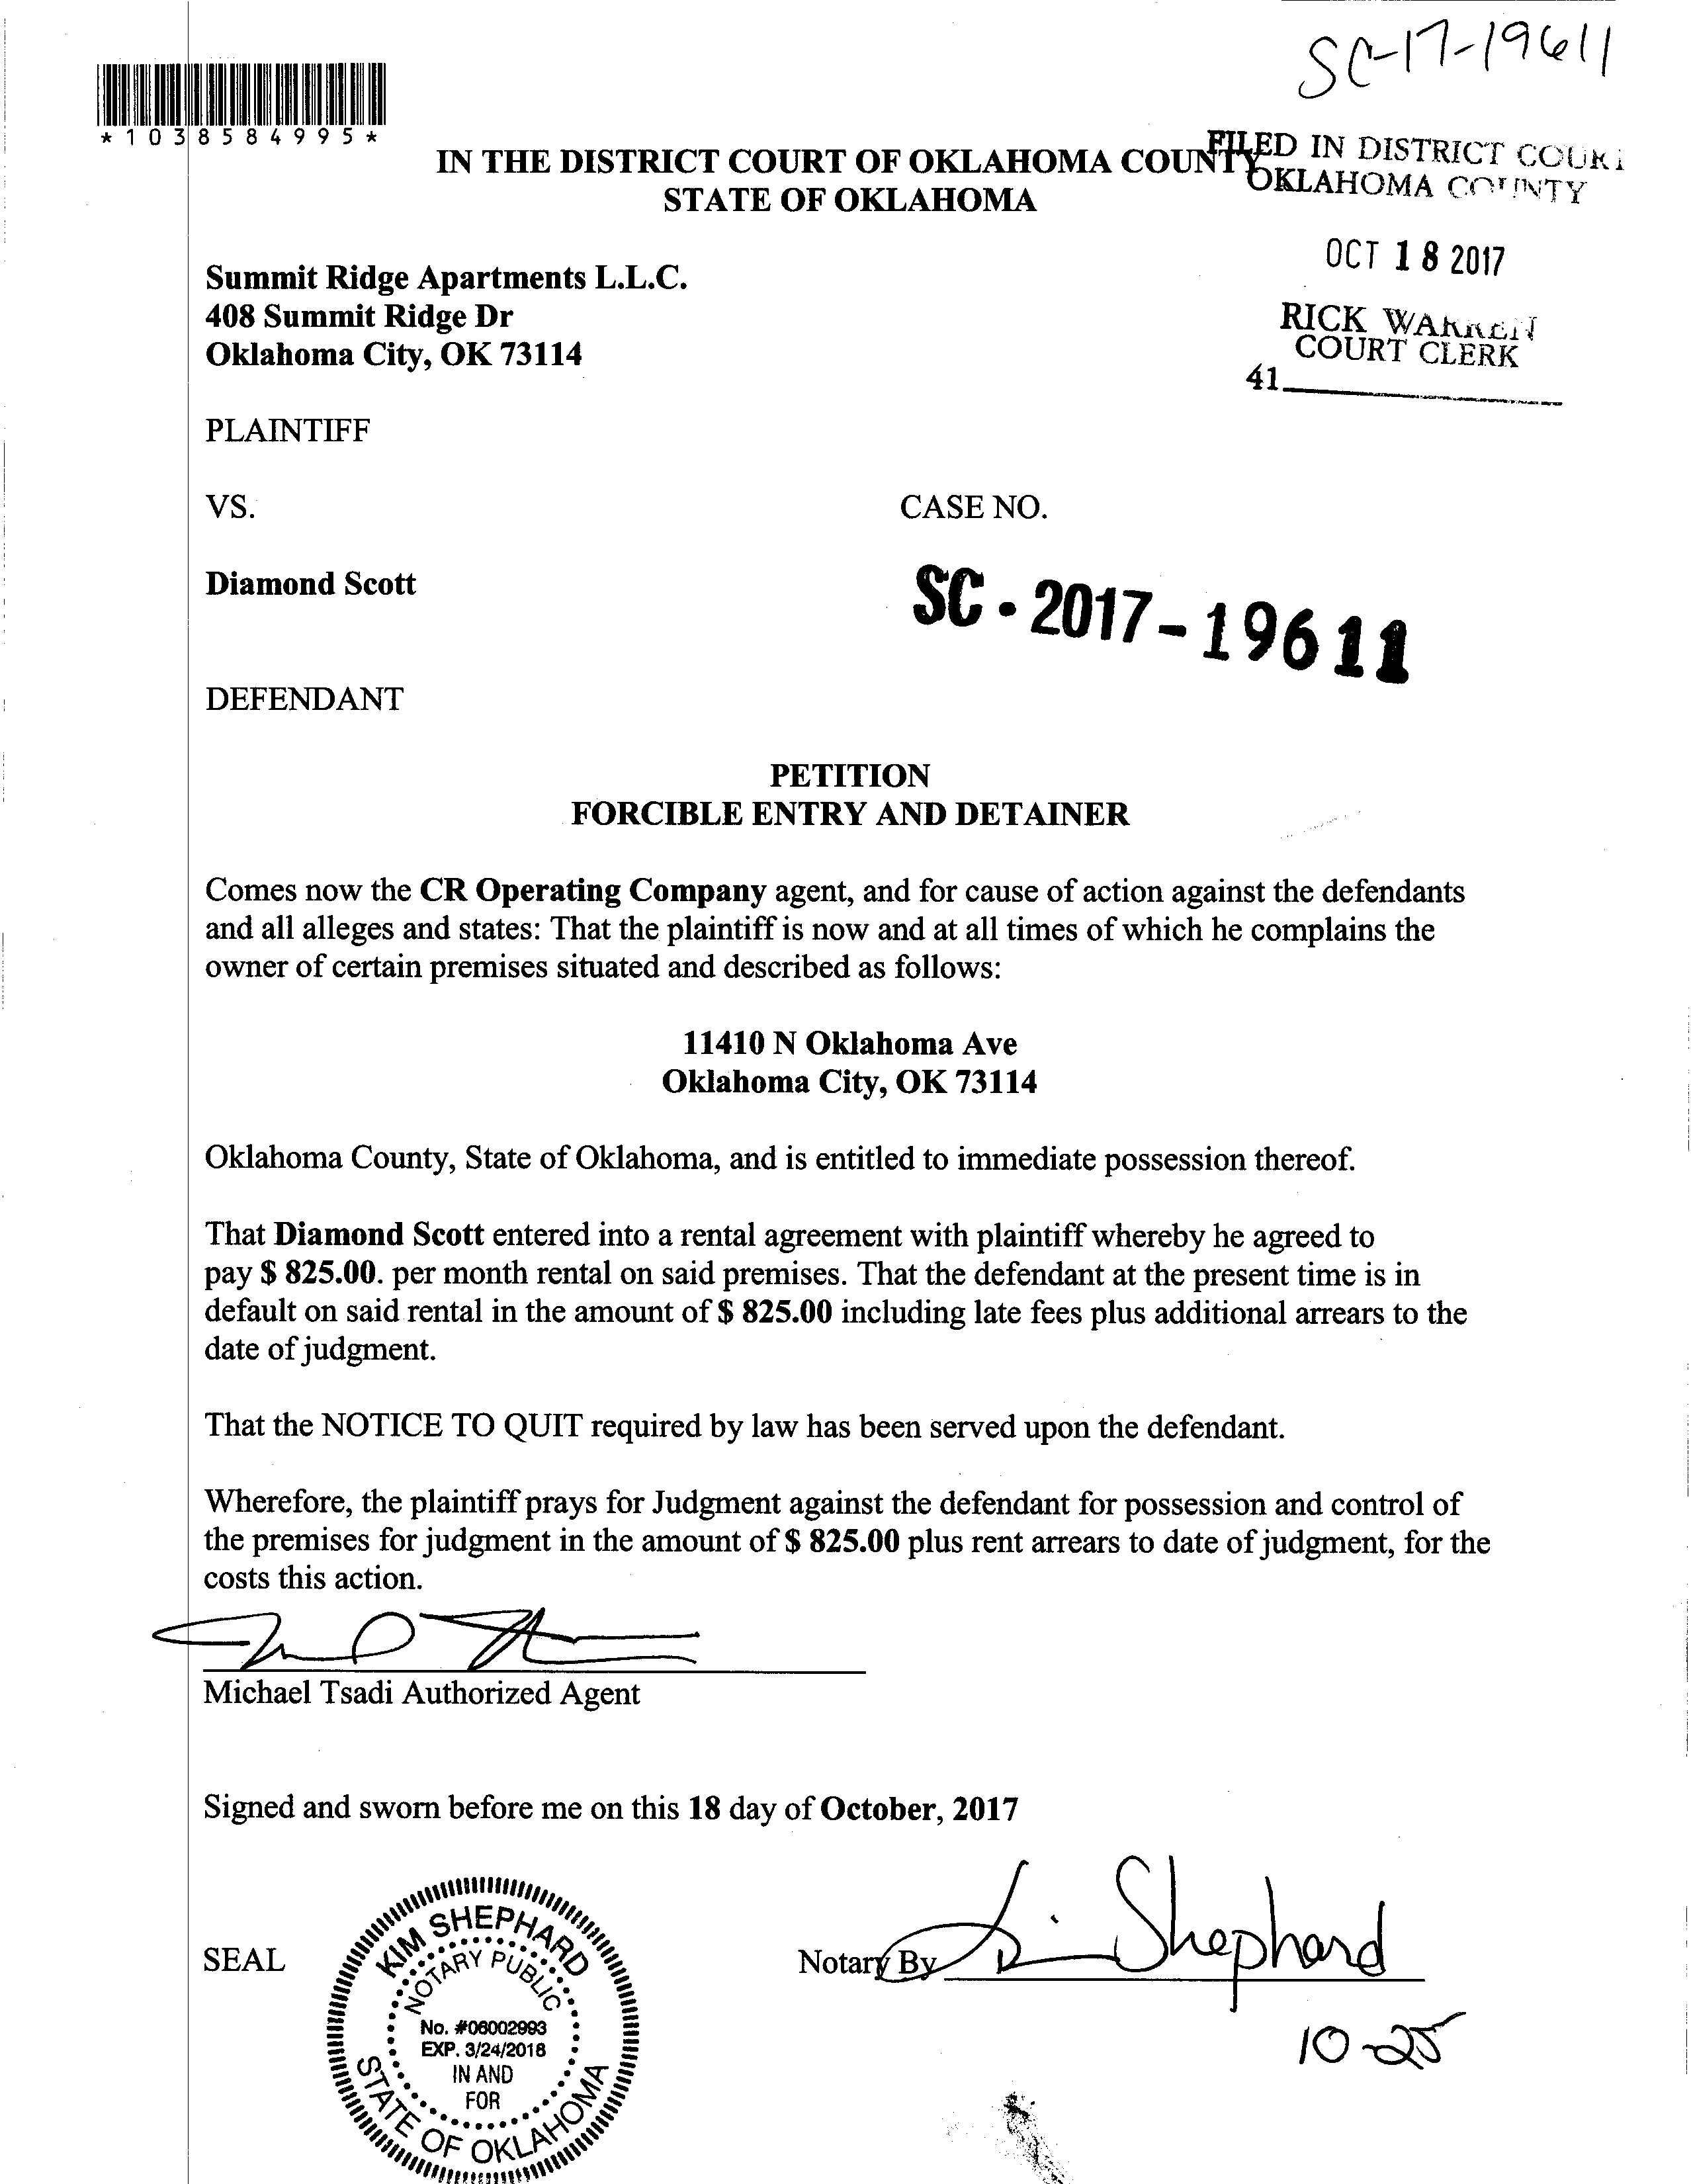 SC-17-19611
*1038584995*
IN THE DISTRICT COURT OF OKLAHOMA COUNTY
STATE OF OKLAHOMA
FILED IN DISTRICT COURT
OKLAHOMA COUNTY
OCT 18 2017
RICK WARREN
COURT CLERK
41
Summit Ridge Apartments L.L.C.
408 Summit Ridge Dr
Oklahoma City, OK 73114
PLAINTIFF
VS.
CASE NO.
Diamond Scott
SC-2017-19611
DEFENDANT
PETITION
FORCIBLE ENTRY AND DETAINER
Comes now the CR Operating Company agent, and for cause of action against the defendants
and all alleges and states: That the plaintiff is now and at all times of which he complains the
owner of certain premises situated and described as follows:
11410 N Oklahoma Ave
Oklahoma City, OK 73114
Oklahoma County, State of Oklahoma, and is entitled to immediate possession thereof.
That Diamond Scott entered into a rental agreement with plaintiff whereby he agreed to
pay $ 825.00. per month rental on said premises. That the defendant at the present time is in
default on said rental in the amount of $ 825.00 including late fees plus additional arrears to the
date of judgment.
That the NOTICE TO QUIT required by law has been served upon the defendant.
Wherefore, the plaintiff prays for Judgment against the defendant for possession and control of
the premises for judgment in the amount of $ 825.00 plus rent arrears to date of judgment, for the
costs this action.
Michael Tsadi Authorized Agent
Signed and sworn before me on this 18 day of October, 2017
SEAL
KIM SHEPHARD
NOTARY PUBLIC
No. #06002993
EXP. 3/24/2018
IN AND
FOR
STATE OF OKLAHOMA
Notary By Kim Shephard
10-25